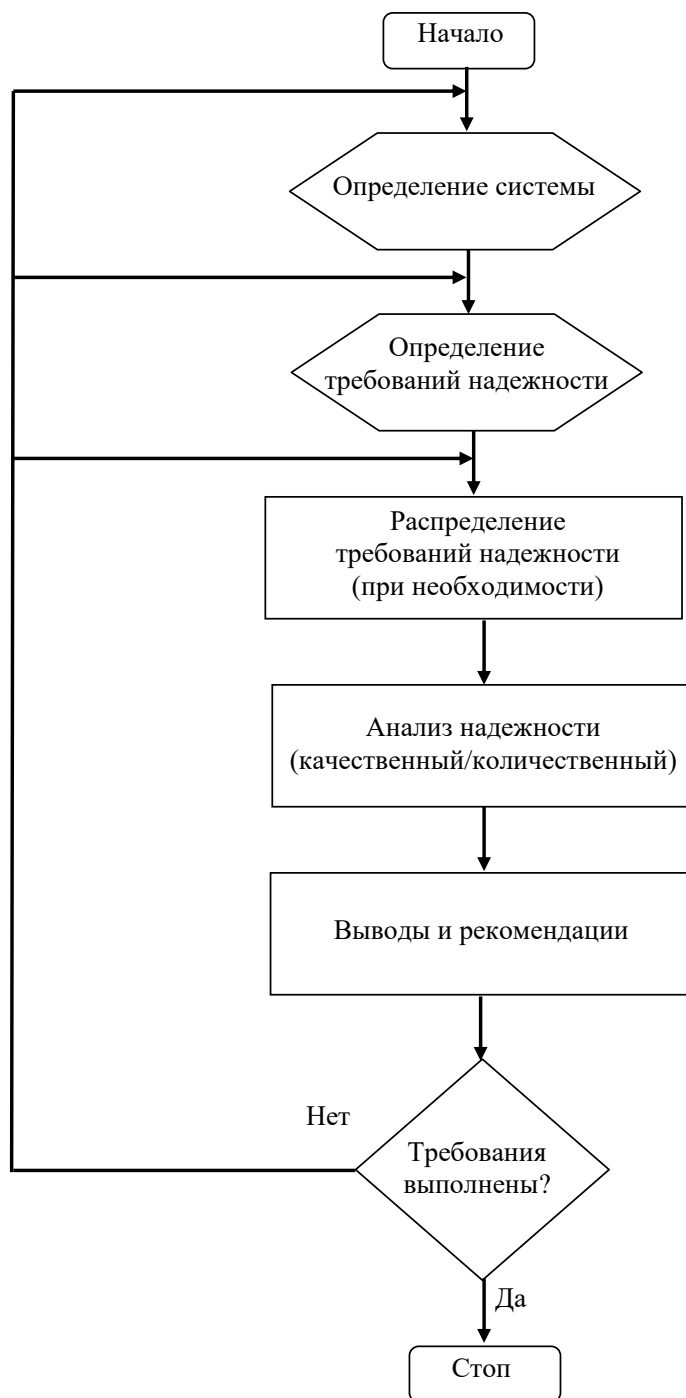 Начало
Определение системы
Определение
требований надежности
Распределение
требований надежности
(при необходимости)
Анализ надежности
(качественный/количественный)
Выводы и рекомендации
Нет
Требования
выполнены?
Да
Стоп